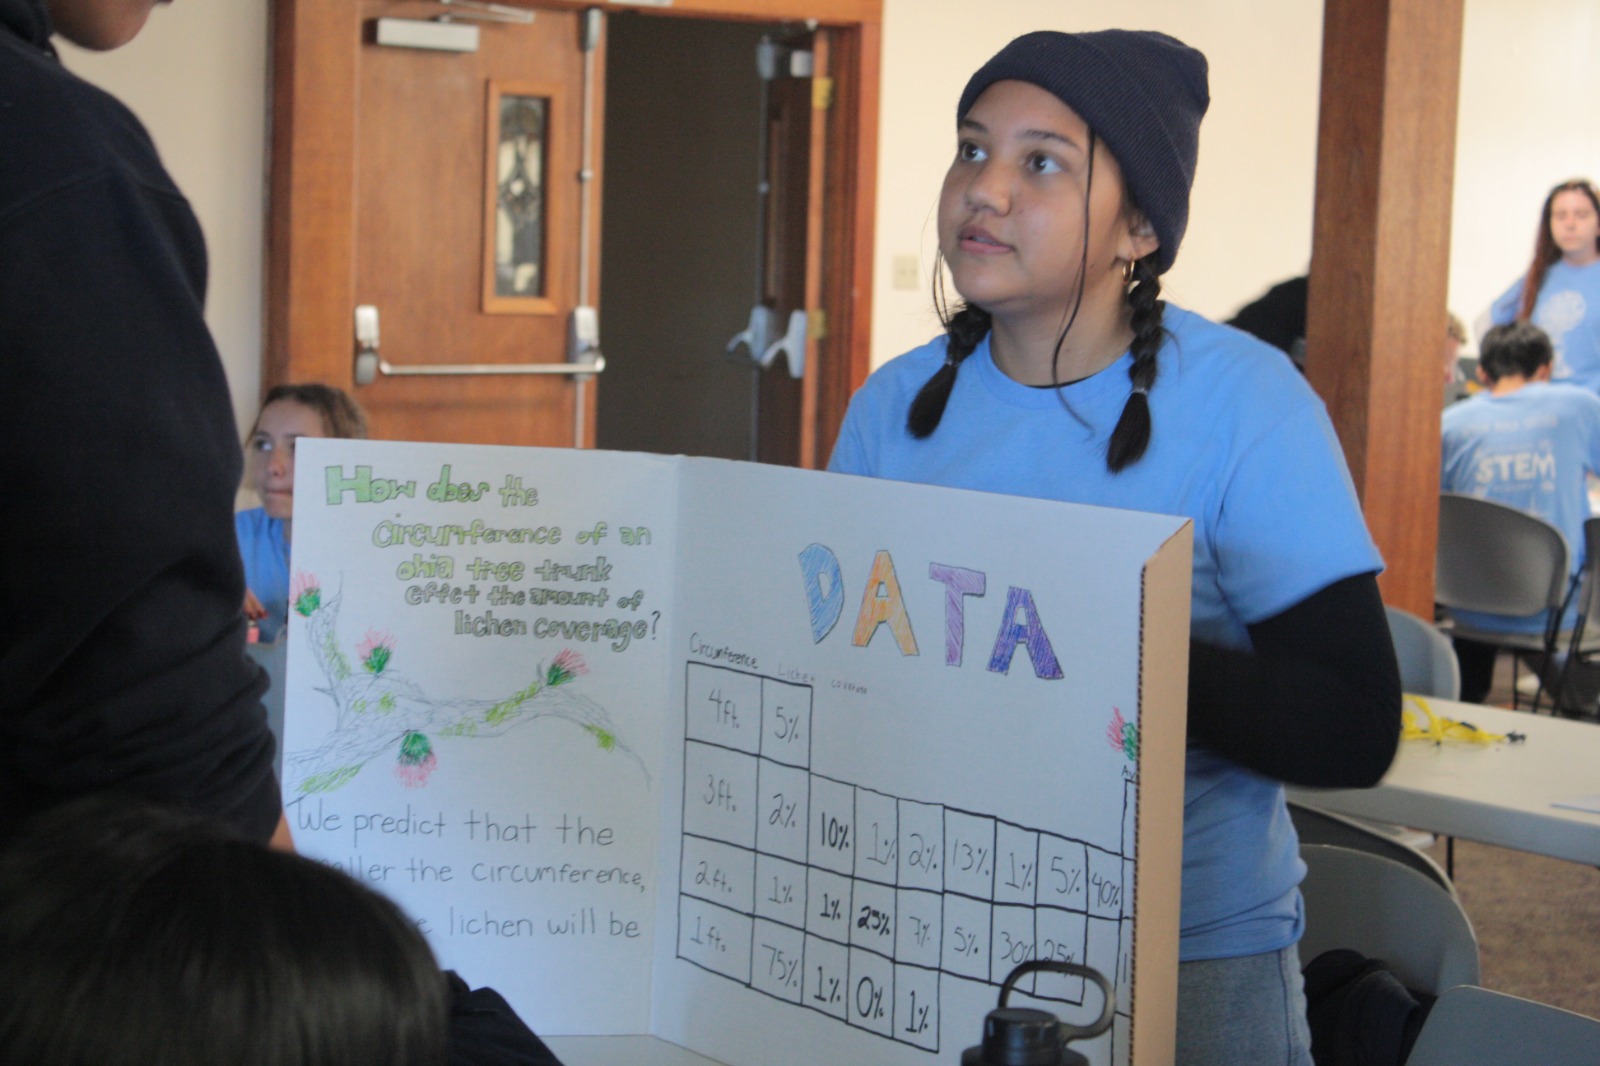 How does the
circumference of an
ohia tree trunk
effet the amount of
lichen coverage?
We predict that the
the circumference,
lichen will be
DATA
Circumference Lichen coverage
4ft. 5%
3ft. 2% 10% 1% 2% 13% 1% 5% 40%
2ft. 1% 1% 25% 7% 5% 30% 25%
1ft. 75% 1% 0% 1%
STEM